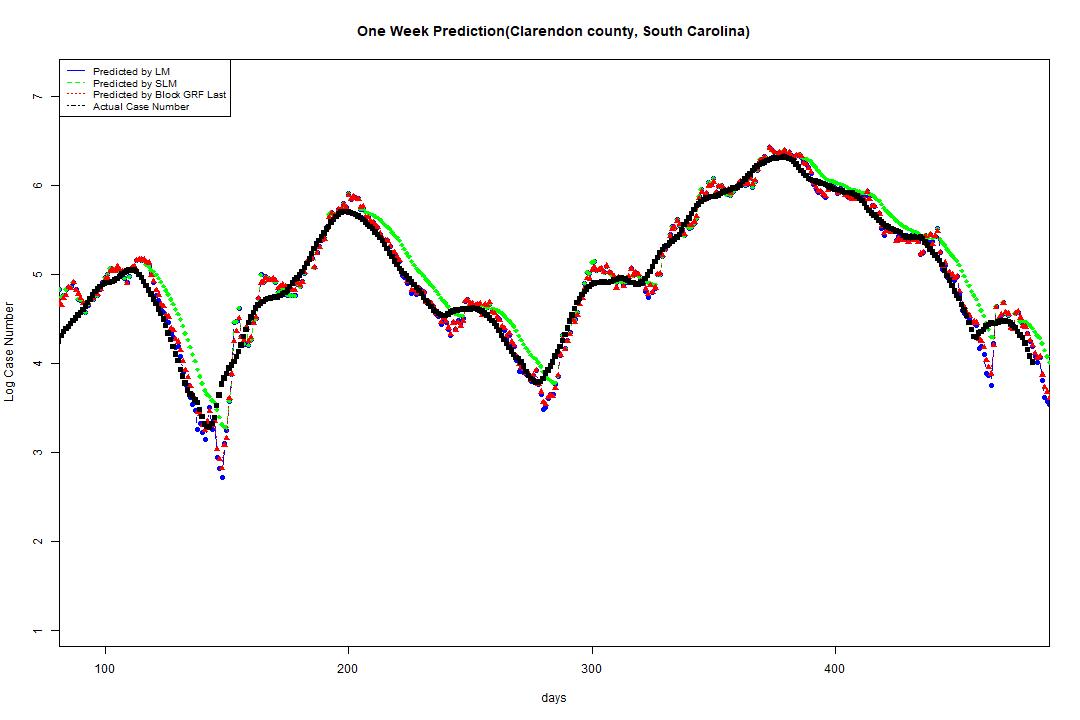 One Week Prediction(Clarendon county, South Carolina)
Predicted by LM
Predicted by SLM
Predicted by Block GRF Last
Actual Case Number
7
6
5
4
3
2
1
Log Case Number
100 200 300 400
days